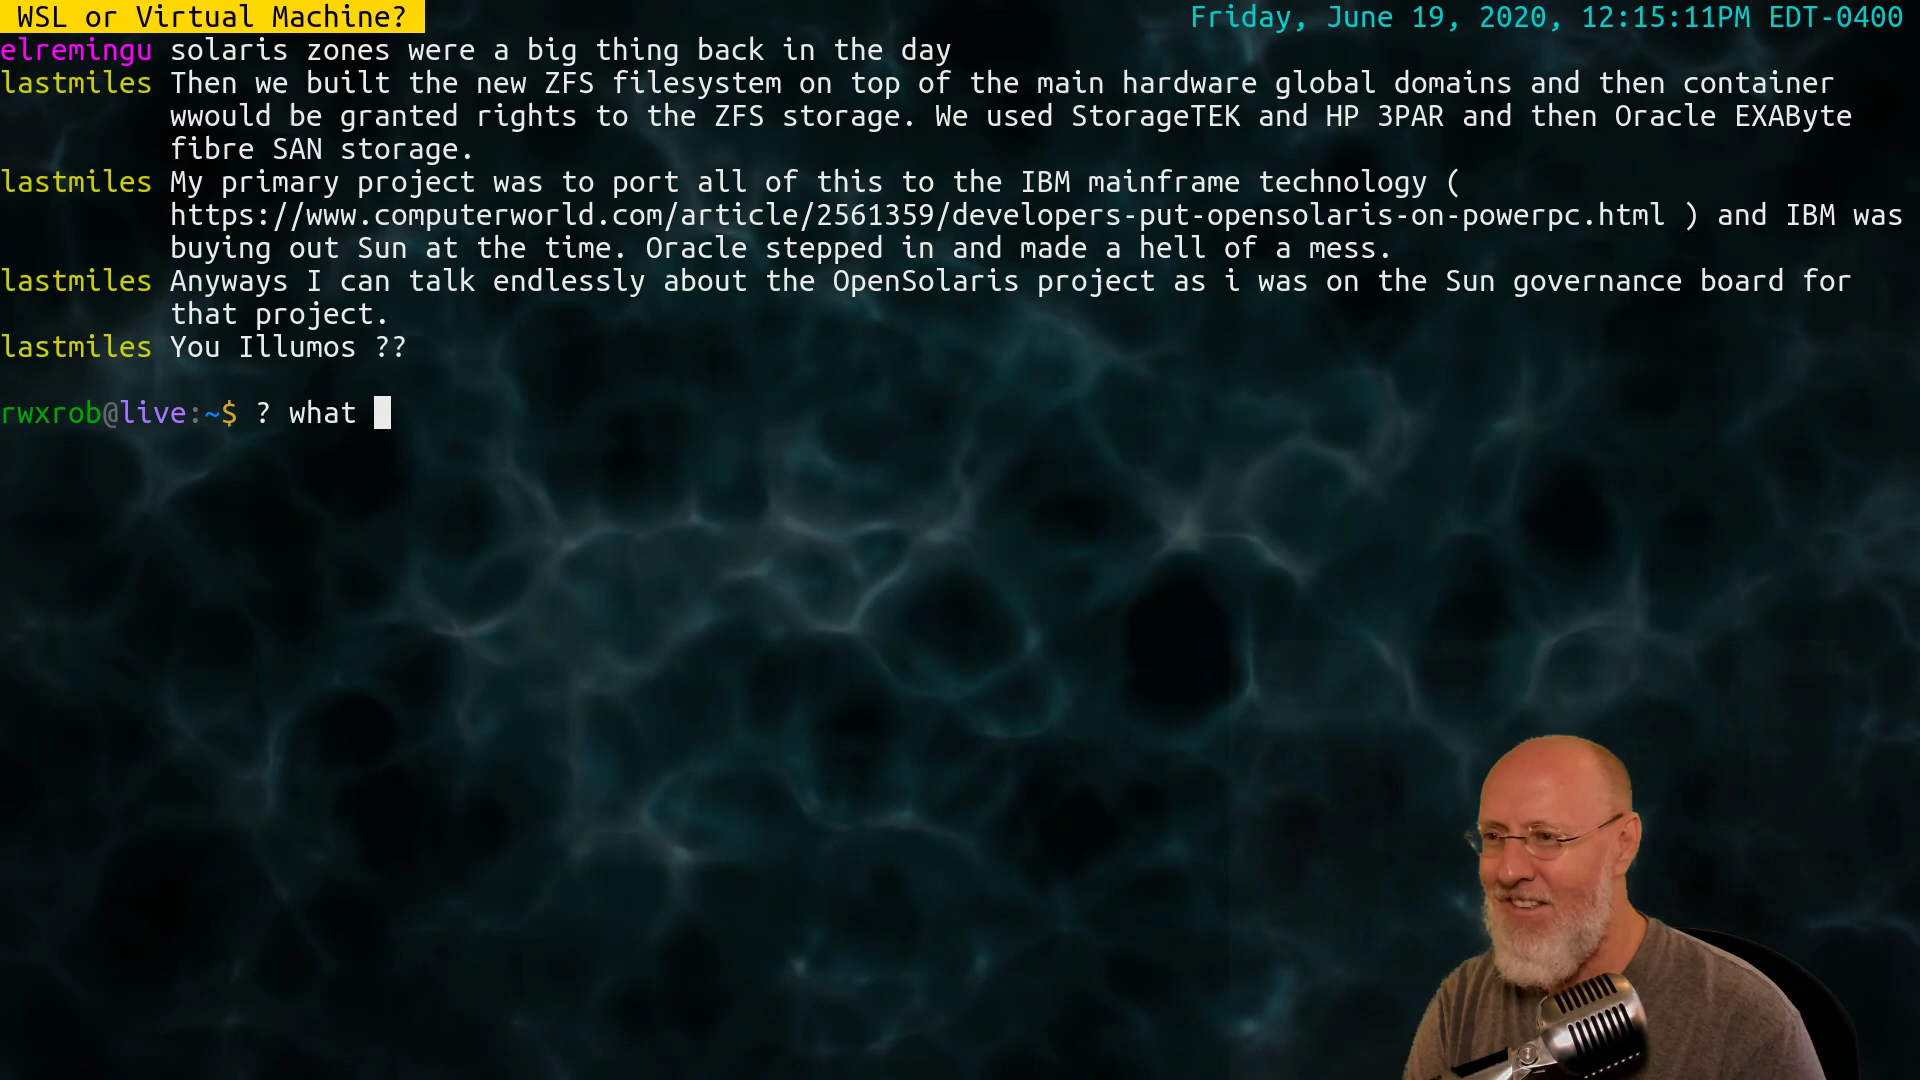 WSL or Virtual Machine? Friday, June 19, 2020, 12:15:11PM EDT-0400
elremingu solaris zones were a big thing back in the day
lastmiles Then we built the new ZFS filesystem on top of the main hardware global domains and then container
wwould be granted rights to the ZFS storage. We used StorageTEK and HP 3PAR and then Oracle EXAByte
fibre SAN storage.
lastmiles My primary project was to port all of this to the IBM mainframe technology (
https://www.computerworld.com/article/2561359/developers-put-opensolaris-on-powerpc.html ) and IBM was
buying out Sun at the time. Oracle stepped in and made a hell of a mess.
lastmiles Anyways I can talk endlessly about the OpenSolaris project as i was on the Sun governance board for
that project.
lastmiles You Illumos ??
rwxrob@live:~$ ? what